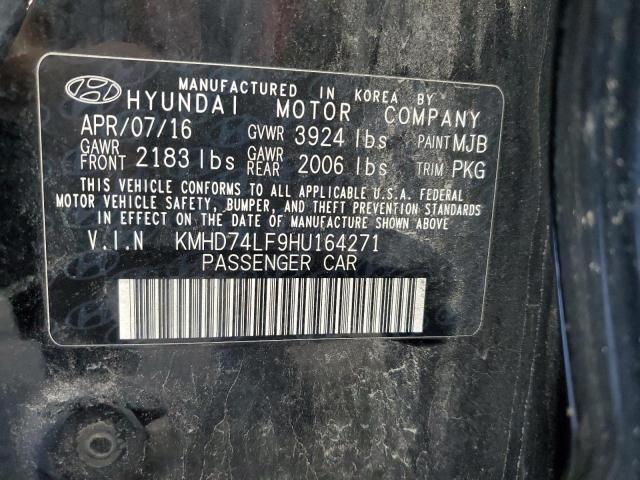 MANUFACTURED IN KOREA BY
HYUNDAI MOTOR COMPANY
APR/07/16 GVWR 3924 lbs PAINT MJB
GAWR FRONT 2183 lbs GAWR REAR 2006 lbs TRIM PKG
THIS VEHICLE CONFORMS TO ALL APPLICABLE U.S.A. FEDERAL
MOTOR VEHICLE SAFETY, BUMPER, AND THEFT PREVENTION STANDARDS
IN EFFECT ON THE DATE OF MANUFACTURE SHOWN ABOVE
V.I.N KMHD74LF9HU164271
PASSENGER CAR